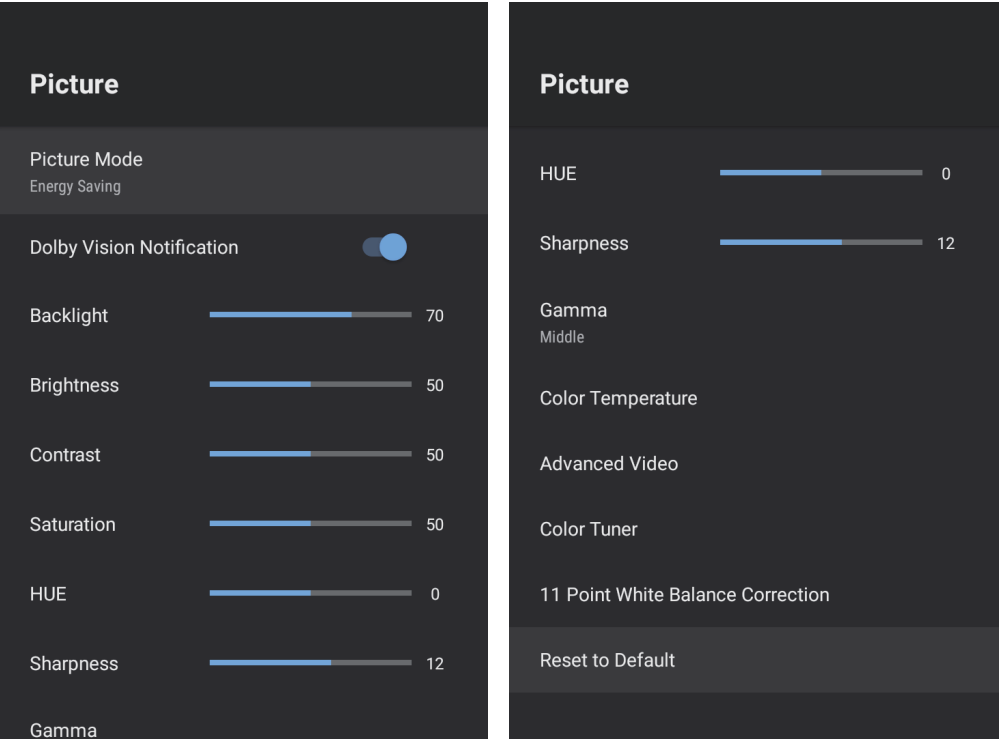 Picture
Picture Mode
Energy Saving
Dolby Vision Notification
Backlight 70
Brightness 50
Contrast 50
Saturation 50
HUE 0
Sharpness 12
Gamma
Picture
HUE 0
Sharpness 12
Gamma
Middle
Color Temperature
Advanced Video
Color Tuner
11 Point White Balance Correction
Reset to Default